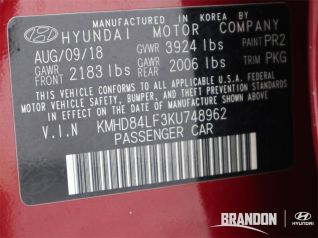 MANUFACTURED IN KOREA
HYUNDAI MOTOR COMPANY
AUG/09/18 GVWR 3924 lbs PAINT PR2
GAWR FRONT 2183 lbs GAWR REAR 2006 lbs TRIM PKG
THIS VEHICLE CONFORMS TO ALL APPLICABLE U.S. FEDERAL
MOTOR VEHICLE SAFETY, BUMPER, AND THEFT PREVENTION
STANDARDS IN EFFECT ON THE DATE OF MANUFACTURE SHOWN ABOVE.
V.I.N KMHD84LF3KU748962
PASSENGER CAR
BRANDON HYUNDAI